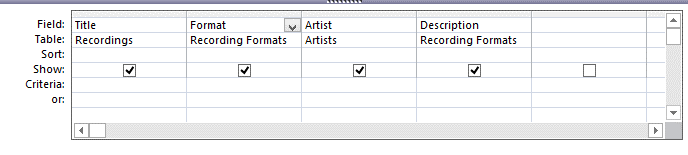 Field: Title Format Artist Description
Table: Recordings Recording Formats Artists Recording Formats
Sort:
Show:
Criteria:
or: